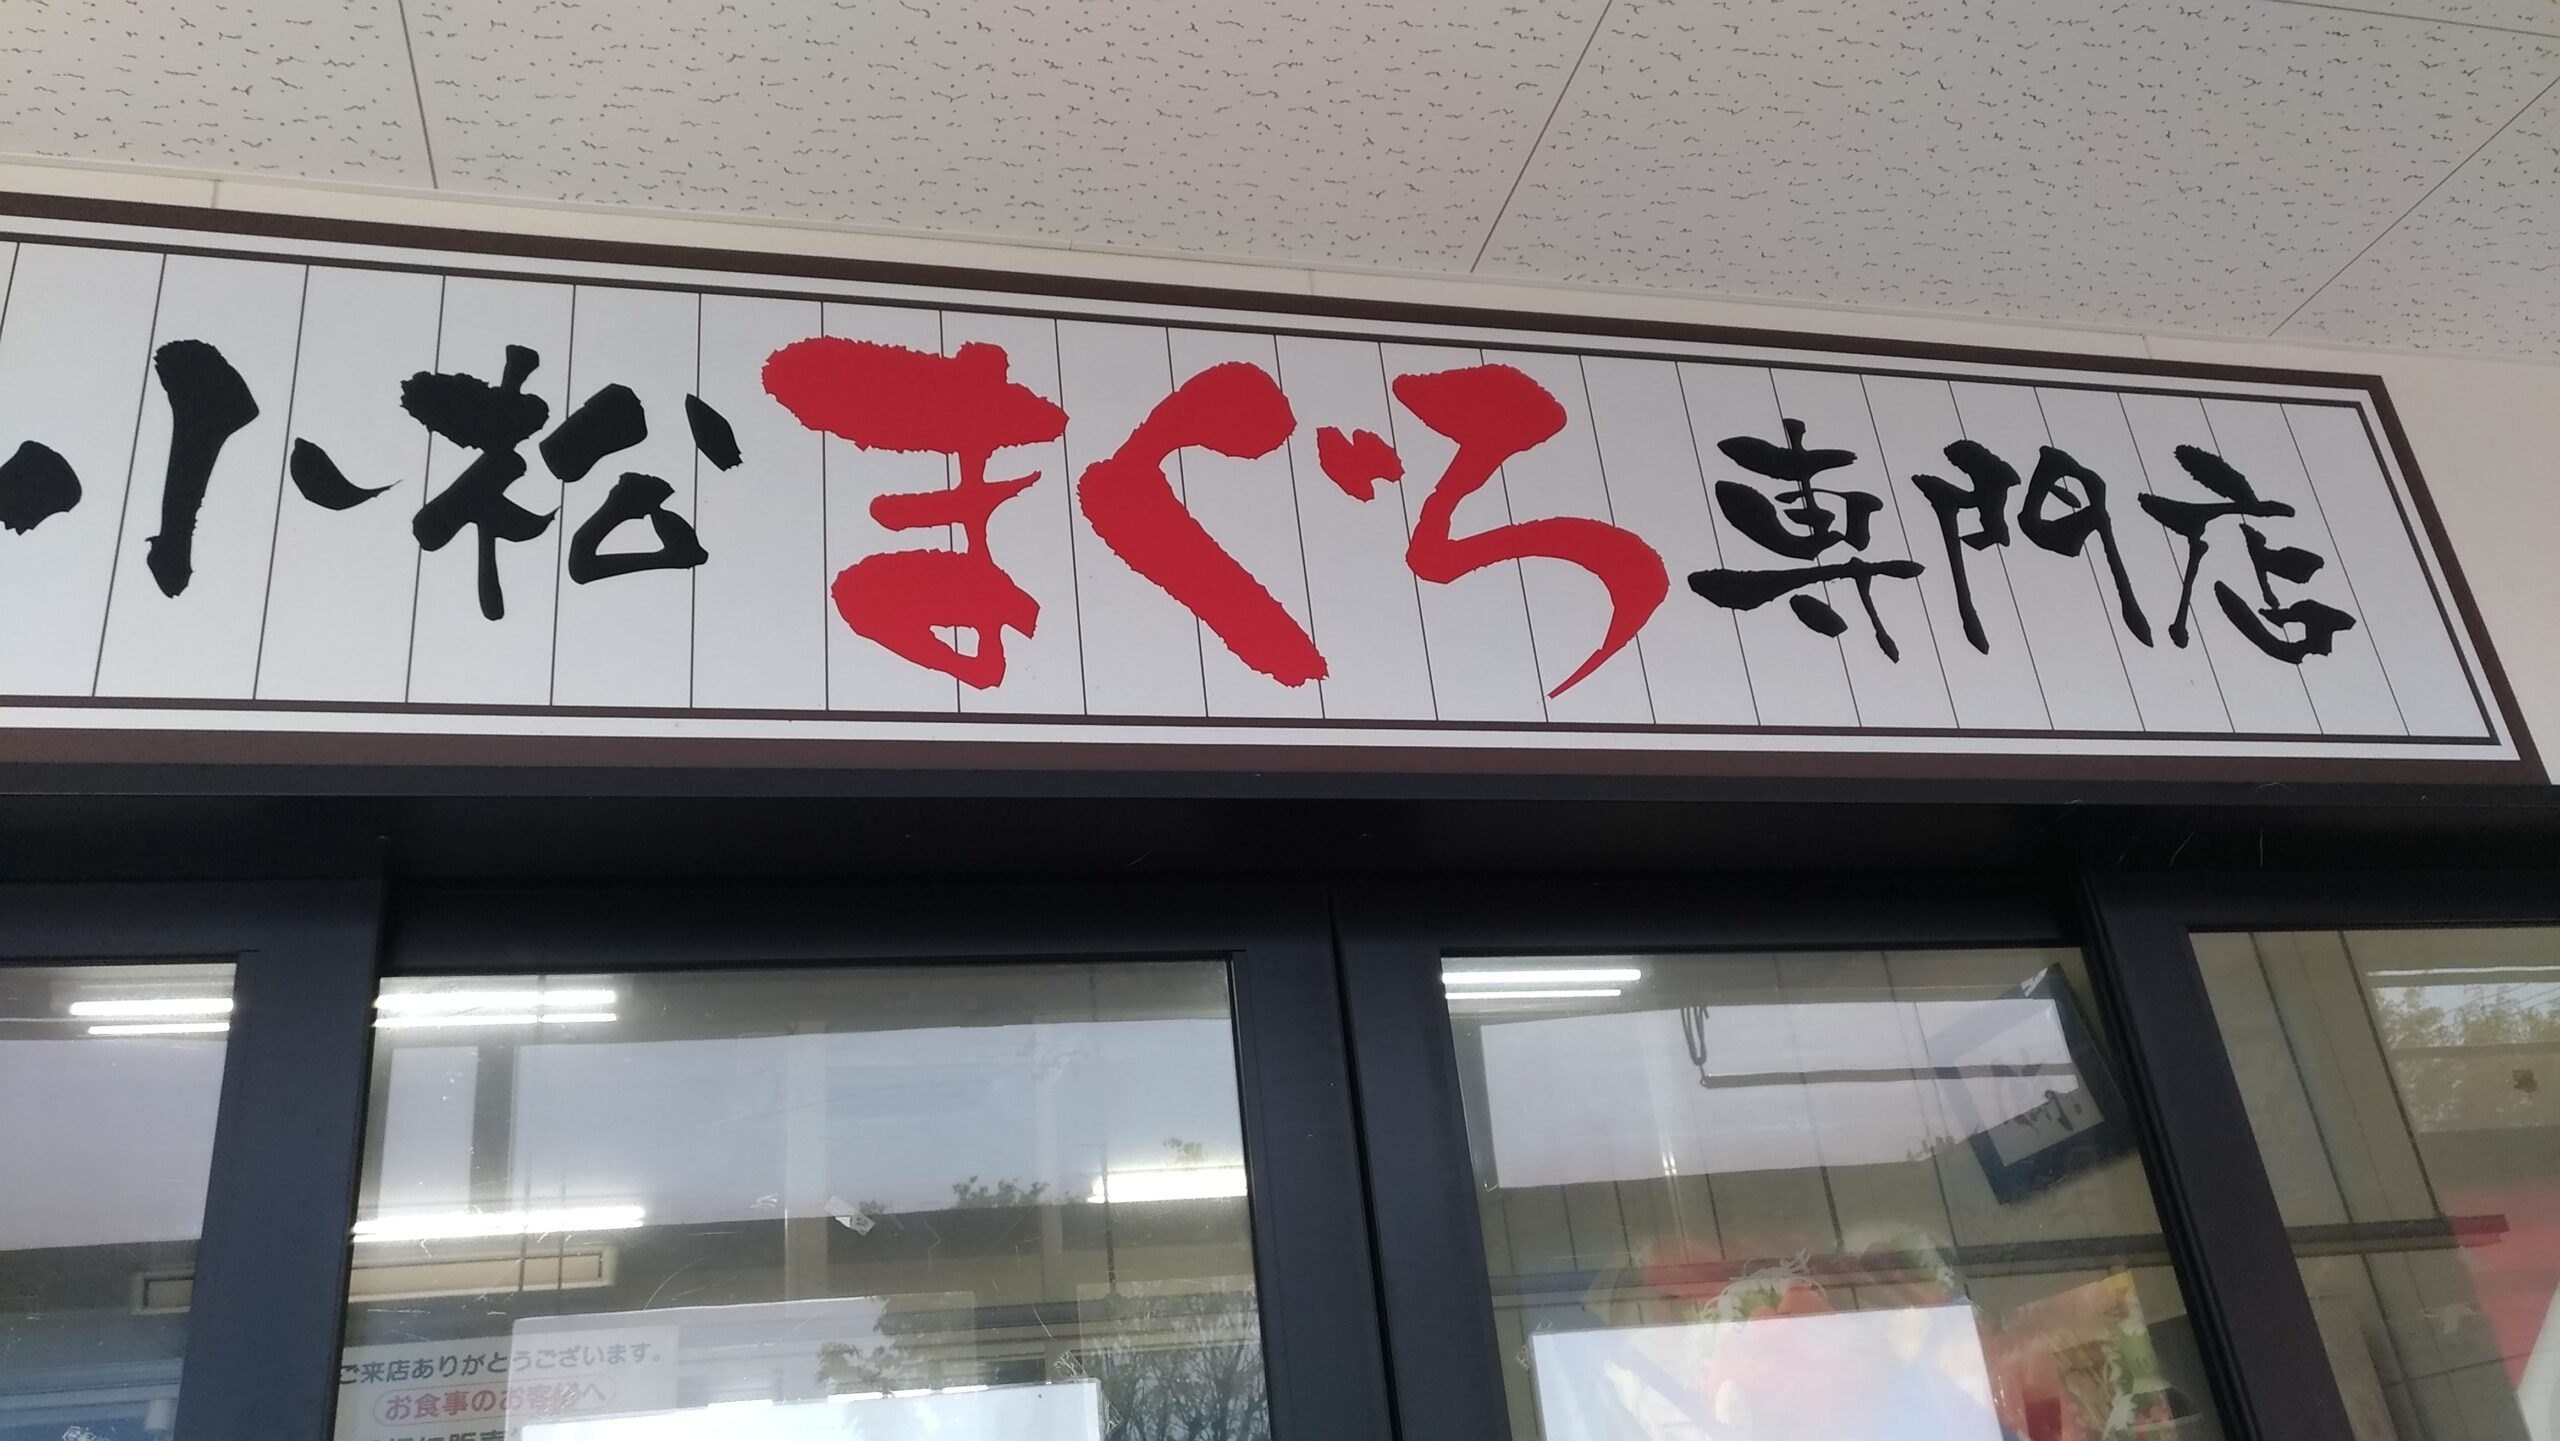 小松まぐろ専門店
ご来店ありがとうございます。
お食事のお客様へ